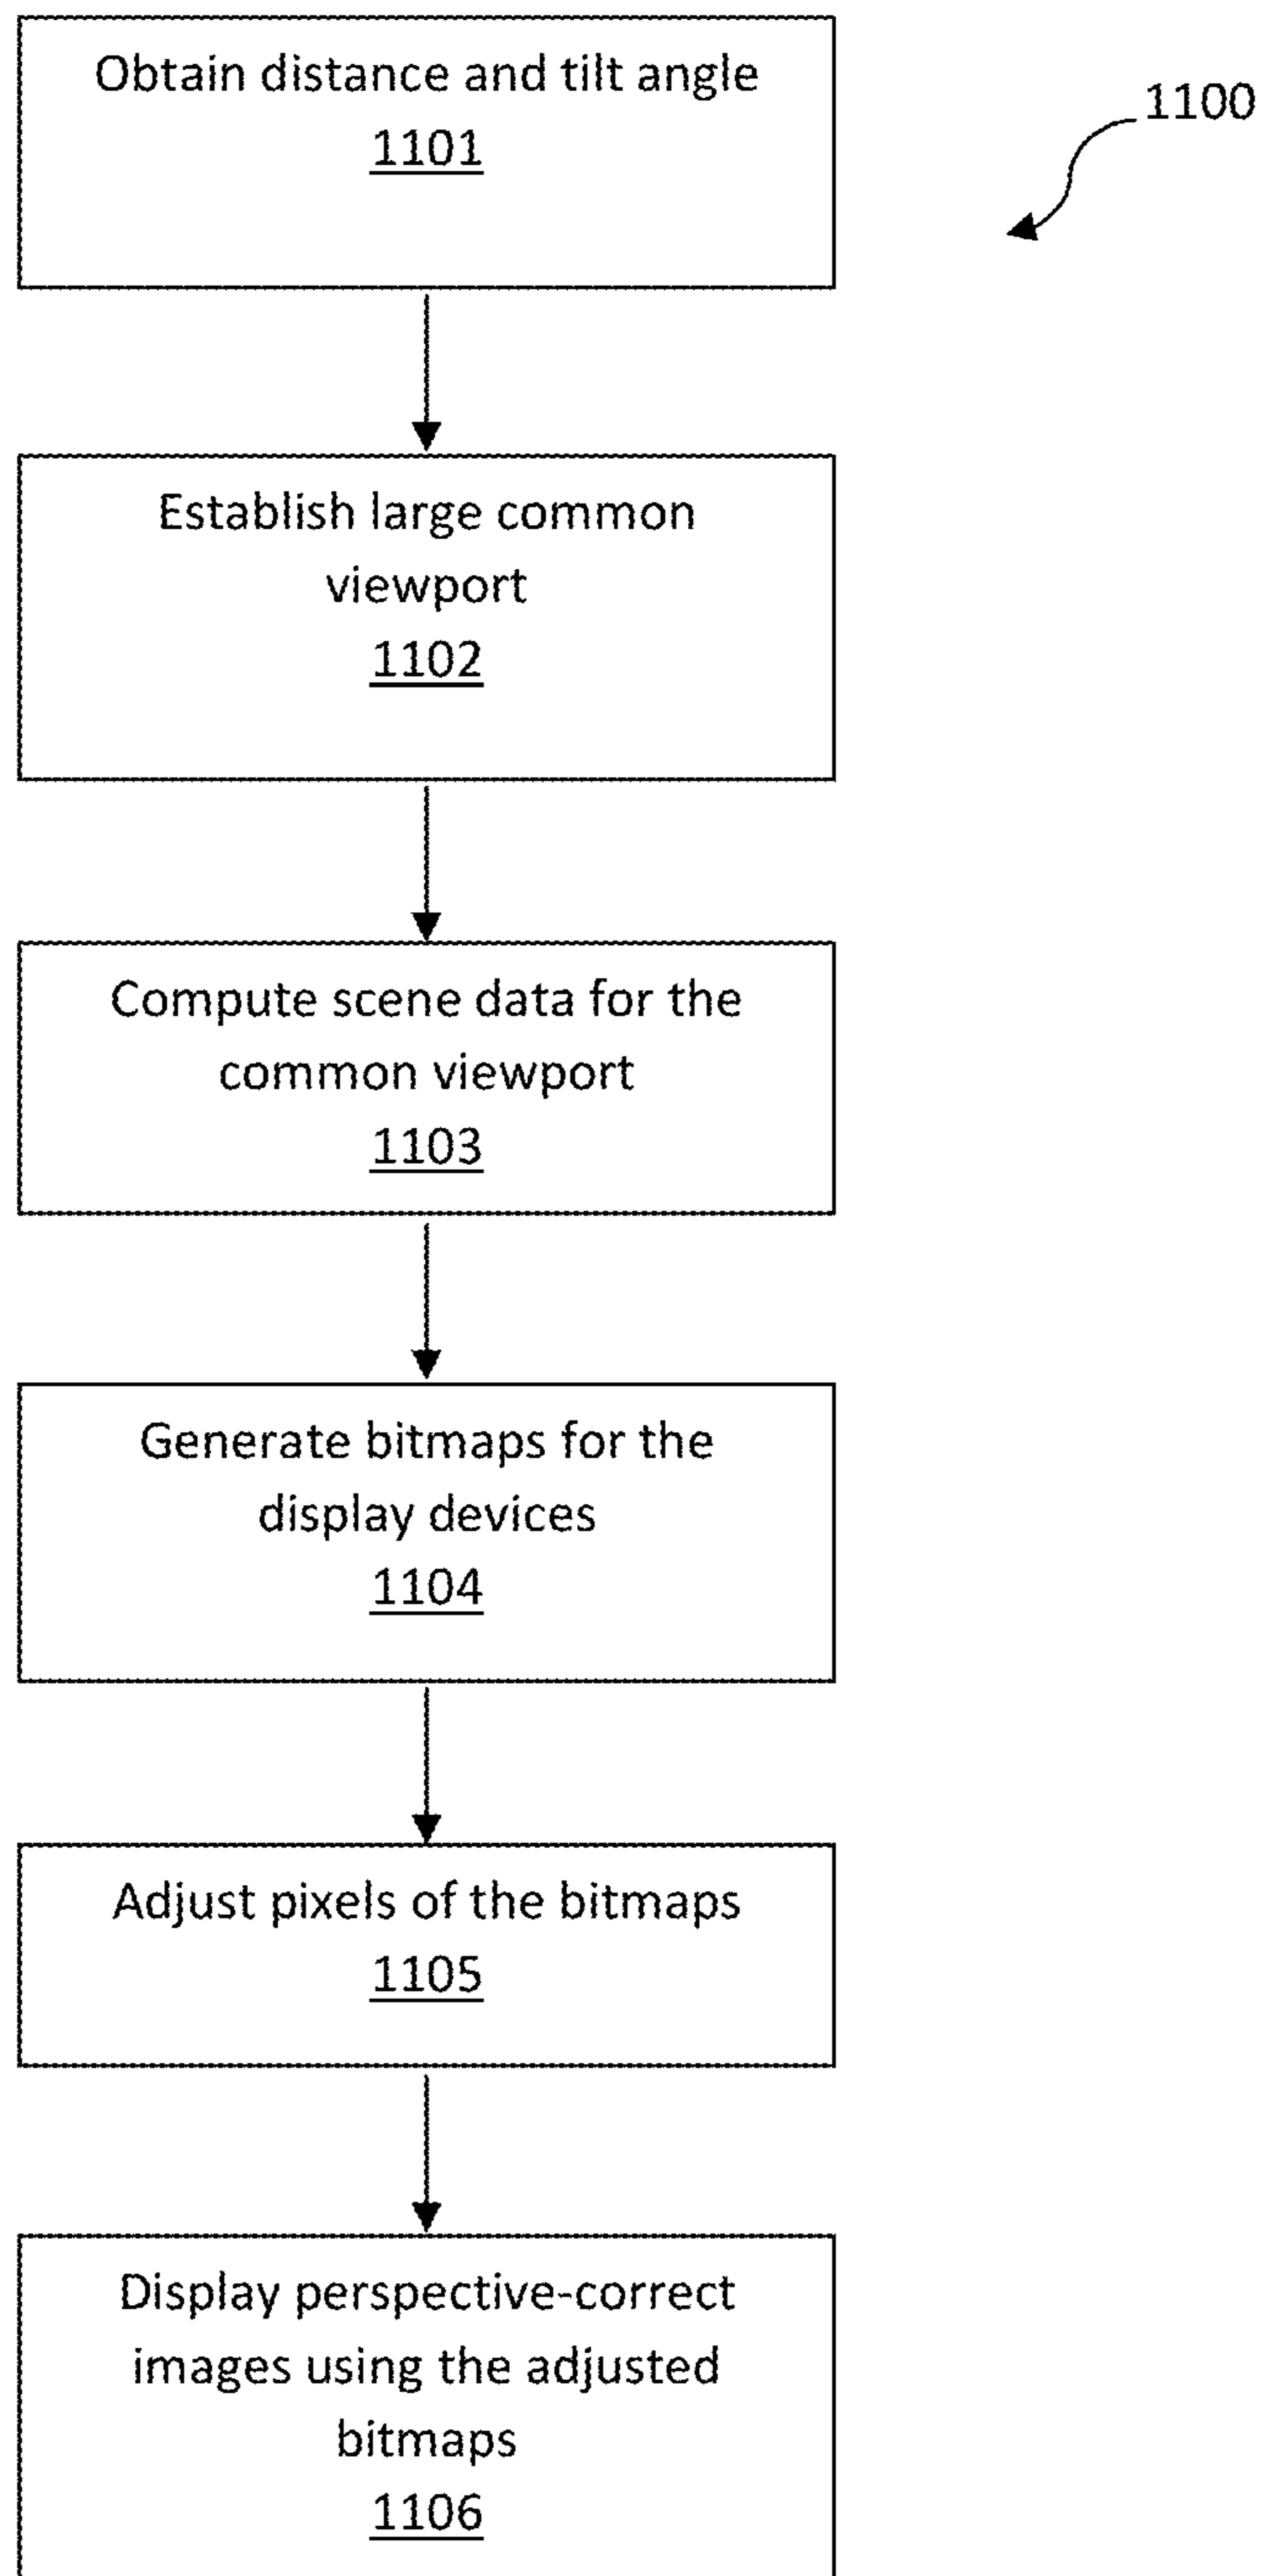 Obtain distance and tilt angle
1101
1100
Establish large common
viewport
1102
Compute scene data for the
common viewport
1103
Generate bitmaps for the
display devices
1104
Adjust pixels of the bitmaps
1105
Display perspective-correct
images using the adjusted
bitmaps
1106